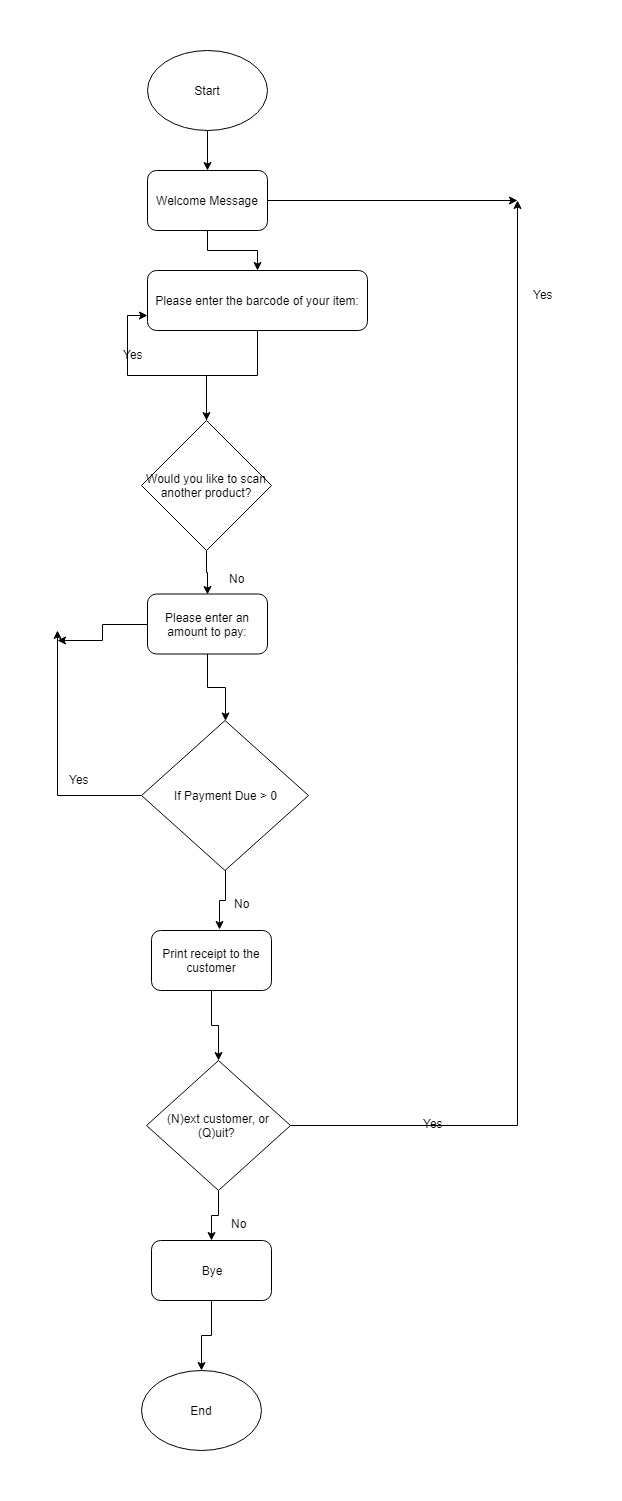 Start
Welcome Message
Yes
Please enter the barcode of your item:
Yes
Would you like to scan
another product?
No
Please enter an
amount to pay:
Yes
If Payment Due > 0
No
Print receipt to the
customer
(N)ext customer, or
(Q)uit?
Yes
No
Bye
End